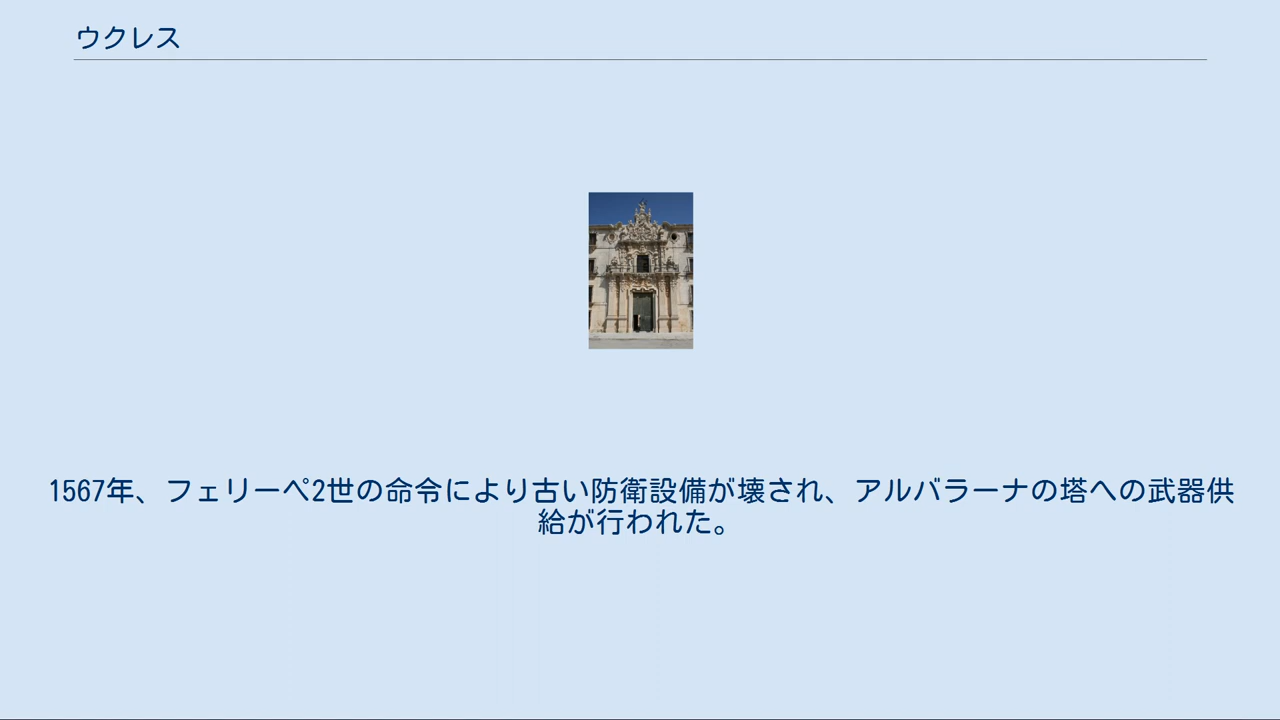 ウクレス
1567年、フェリーペ2世の命令により古い防衛設備が壊され、アルバラーナの塔への武器供
給が行われた。